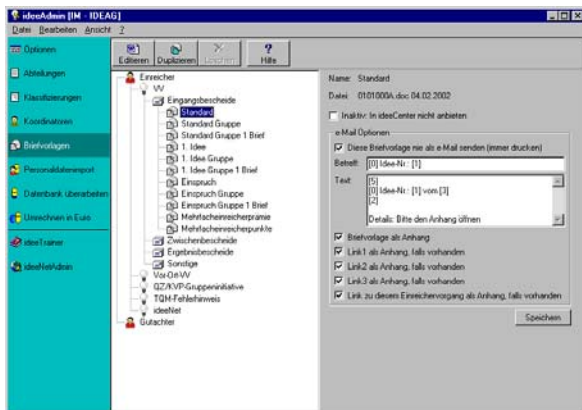 ideeAdmin [IM - IDEAG]
Datei Bearbeiten Ansicht ?
Optionen
Abteilungen
Klassifizierungen
Koordinatoren
Briefvorlagen
Personaldatenimport
Datenbank überarbeiten
Umrechnen in Euro
ideeTrainer
ideeNetAdmin
Editieren Duplizieren Löschen Hilfe
Einreicher
VV
Eingangsbescheide
Standard
Standard Gruppe
Standard Gruppe 1 Brief
1. Idee
1. Idee Gruppe
1. Idee Gruppe 1 Brief
Einspruch
Einspruch Gruppe
Einspruch Gruppe 1 Brief
Mehrfacheinreicherprämie
Mehrfacheinreicherpunkte
Zwischenbescheide
Ergebnisbescheide
Sonstige
Vor-Ort-VV
QZ/KVP-Gruppeninitiative
TQM-Fehlerhinweis
ideeNet
Gutachter
Name: Standard
Datei: 0101000A.doc 04.02.2002
Inaktiv: In ideeCenter nicht anbieten
e-Mail Optionen
Diese Briefvorlage nie als e-Mail senden (immer drucken)
Betreff: [0] Idee-Nr.: [1]
Text: [5]
[0] Idee-Nr.: [1] vom [3]
[2]
Details: Bitte den Anhang öffnen
Briefvorlage als Anhang
Link1 als Anhang, falls vorhanden
Link2 als Anhang, falls vorhanden
Link3 als Anhang, falls vorhanden
Link zu diesem Einreichervorgang als Anhang, falls vorhanden
Speichern